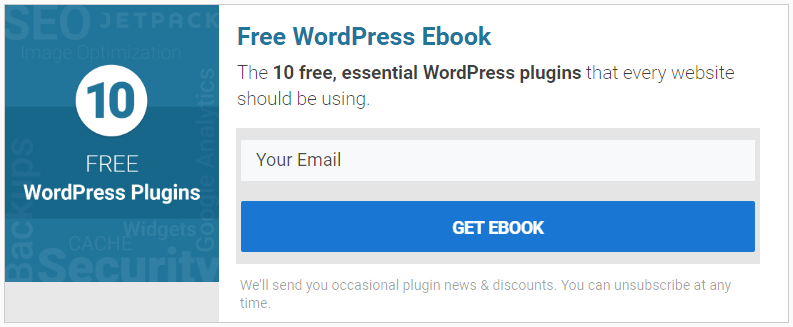 SEO JETPACK
Image Optimization
10
FREE
WordPress Plugins
Google Analytics
Backups
Widgets
CACHE
Security
Free WordPress Ebook
The 10 free, essential WordPress plugins that every website
should be using.
Your Email
GET EBOOK
We'll send you occasional plugin news & discounts. You can unsubscribe at any
time.